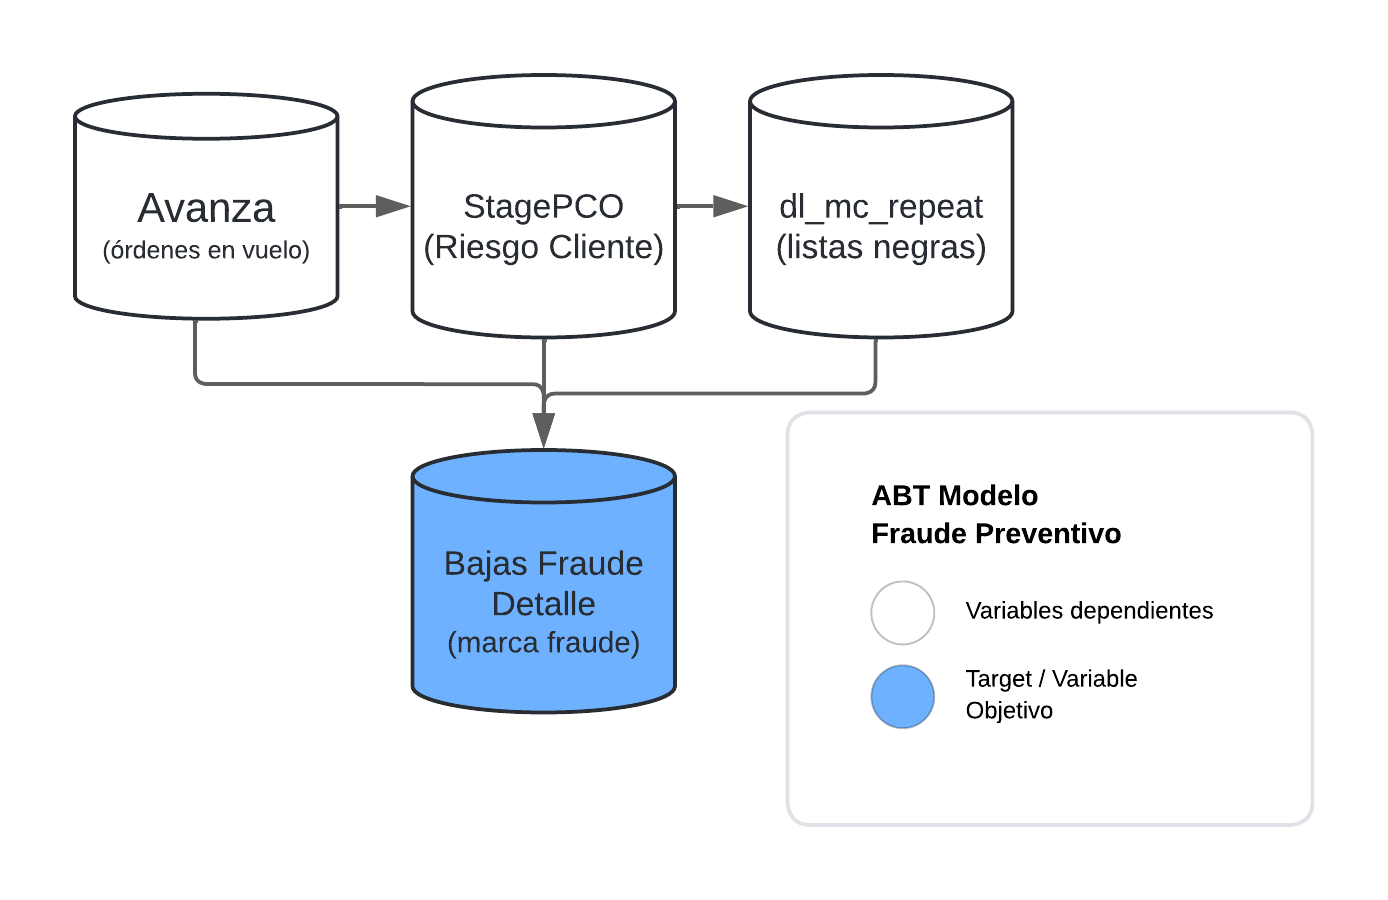 Avanza
(órdenes en vuelo)
StagePCO
(Riesgo Cliente)
dl_mc_repeat
(listas negras)
Bajas Fraude
Detalle
(marca fraude)
ABT Modelo
Fraude Preventivo
Variables dependientes
Target / Variable
Objetivo